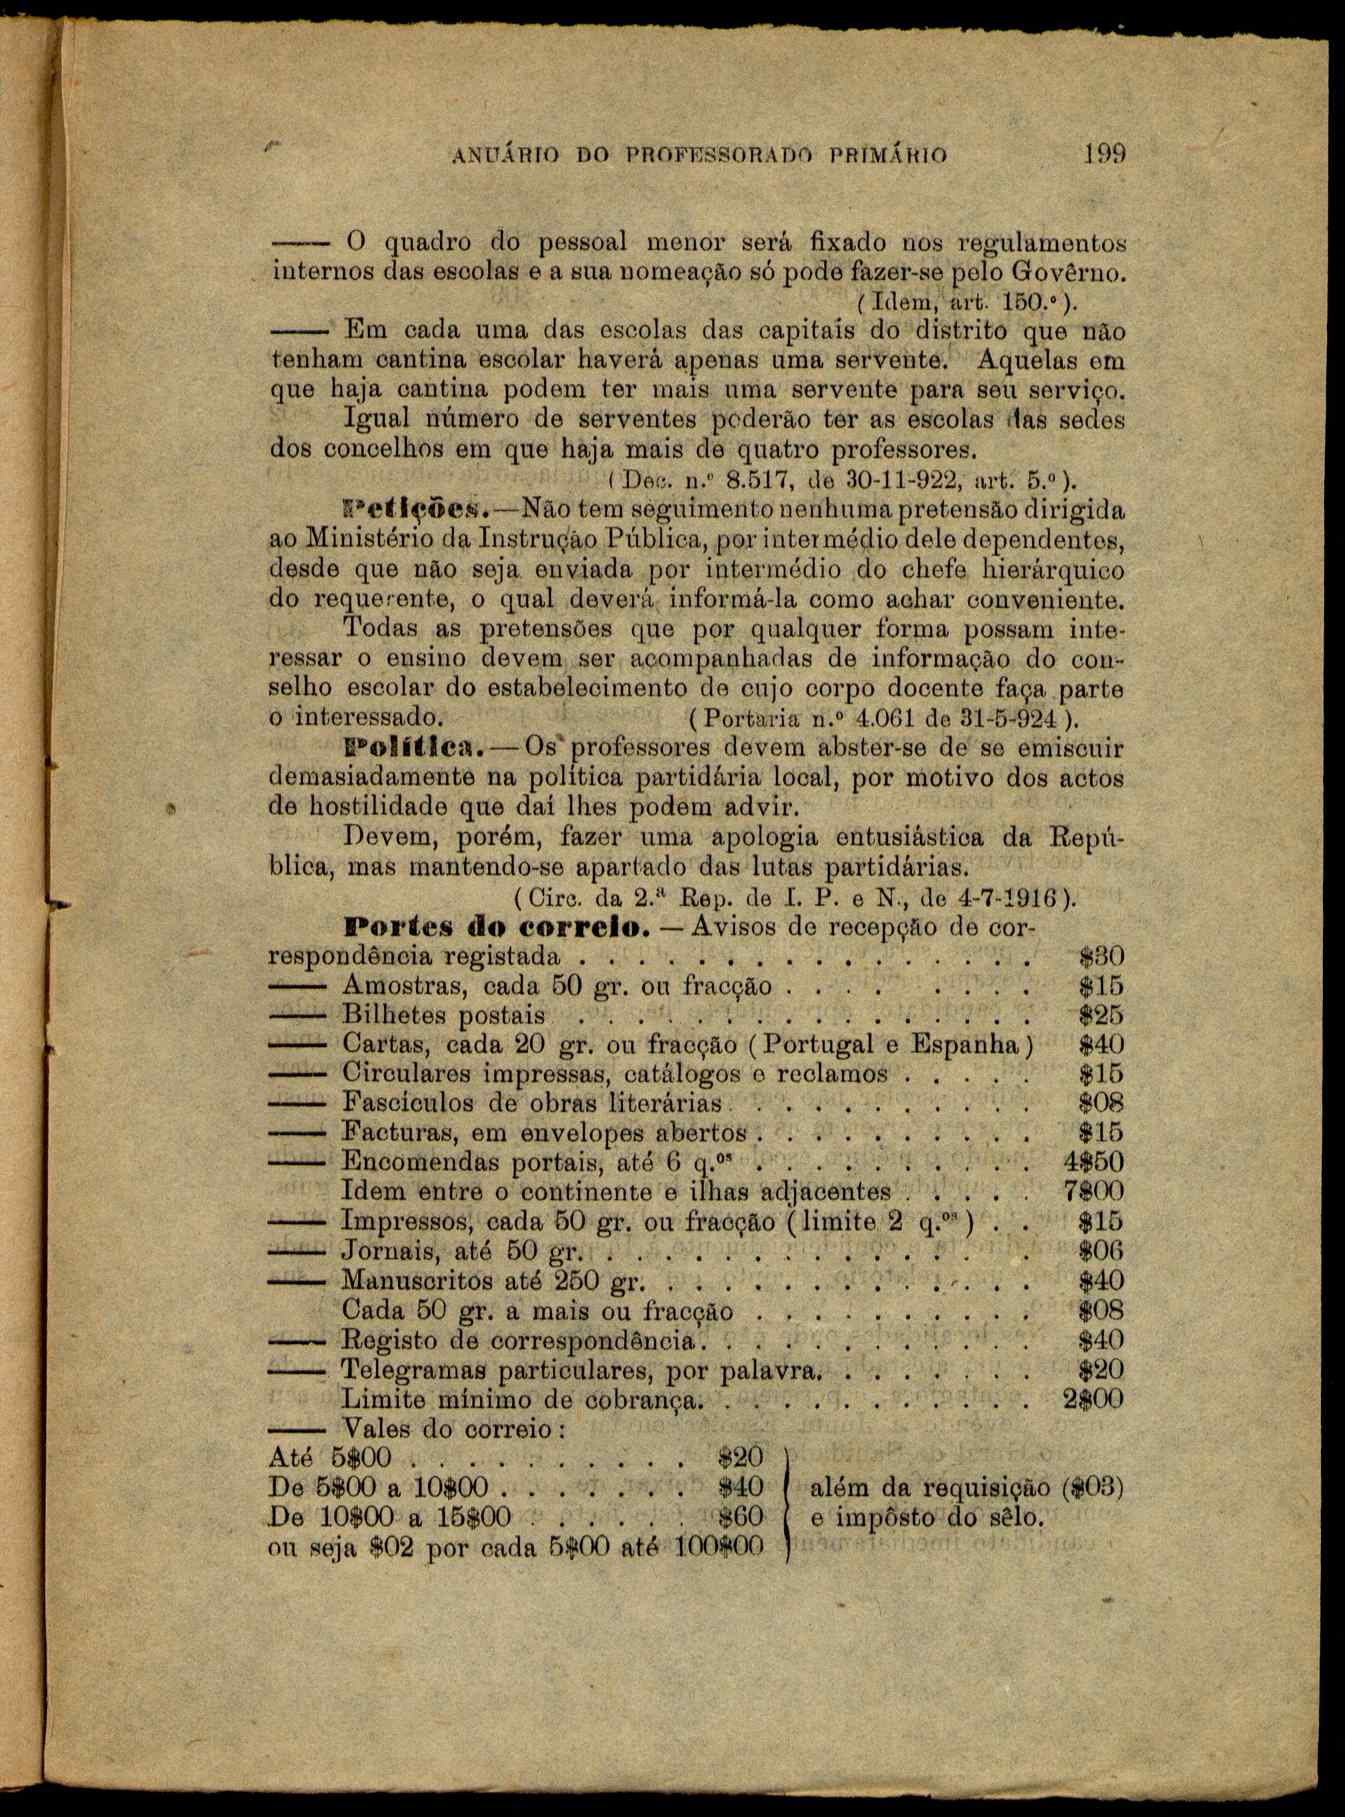 ANUÁRIO DO PROFESSORADO PRIMÁRIO 199
—— O quadro do pessoal menor será fixado nos regulamentos
internos das escolas e a sua nomeação só pode fazer-se pelo Govêrno.
(Idem, art. 150.º).
—— Em cada uma das escolas das capitais do distrito que não
tenham cantina escolar haverá apenas uma servente. Aquelas em
que haja cantina podem ter mais uma servente para seu serviço.
Igual número de serventes poderão ter as escolas das sedes
dos concelhos em que haja mais de quatro professores.
(Dec. n.º 8.517, de 30-11-922, art. 5.º).
Petições.—Não tem seguimento nenhuma pretensão dirigida
ao Ministério da Instrução Pública, por intermédio dele dependentes,
desde que não seja enviada por intermédio do chefe hierárquico
do requerente, o qual deverá informá-la como achar conveniente.
Todas as pretensões que por qualquer forma possam inte-
ressar o ensino devem ser acompanhadas de informação do con-
selho escolar do estabelecimento de cujo corpo docente faça parte
o interessado. (Portaria n.º 4.061 de 31-5-924).
Política.—Os professores devem abster-se de se emiscuir
demasiadamente na política partidária local, por motivo dos actos
de hostilidade que daí lhes podem advir.
Devem, porém, fazer uma apologia entusiástica da Repú-
blica, mas mantendo-se apartado das lutas partidárias.
(Circ. da 2.ª Rep. de I. P. e N., de 4-7-1916).
Portes do correio. — Avisos de recepção de cor-
respondência registada . . . . . . . . . . . . . . . . $30
—— Amostras, cada 50 gr. ou fracção . . . . . . . . $15
—— Bilhetes postais . . . . . . . . . . . . . . . . $25
—— Cartas, cada 20 gr. ou fracção (Portugal e Espanha) $40
—— Circulares impressas, catálogos e reclamos . . . . . $15
—— Fascículos de obras literárias . . . . . . . . . . . $08
—— Facturas, em envelopes abertos . . . . . . . . . . $15
—— Encomendas portais, até 6 q.ºˢ . . . . . . . . . . 4$50
Idem entre o continente e ilhas adjacentes . . . . . 7$00
—— Impressos, cada 50 gr. ou fracção (limite 2 q.ºˢ) . . $15
—— Jornais, até 50 gr. . . . . . . . . . . . . . . . $06
—— Manuscritos até 250 gr. . . . . . . . . . . . . . $40
Cada 50 gr. a mais ou fracção . . . . . . . . . . $08
—— Registo de correspondência. . . . . . . . . . . . $40
—— Telegramas particulares, por palavra. . . . . . . . $20
Limite mínimo de cobrança. . . . . . . . . . . . 2$00
—— Vales do correio:
Até 5$00 . . . . . . . . . . $20
De 5$00 a 10$00 . . . . . . . $40 além da requisição ($03)
De 10$00 a 15$00 . . . . . . $60 e impôsto do sêlo.
ou seja $02 por cada 5$00 até 100$00